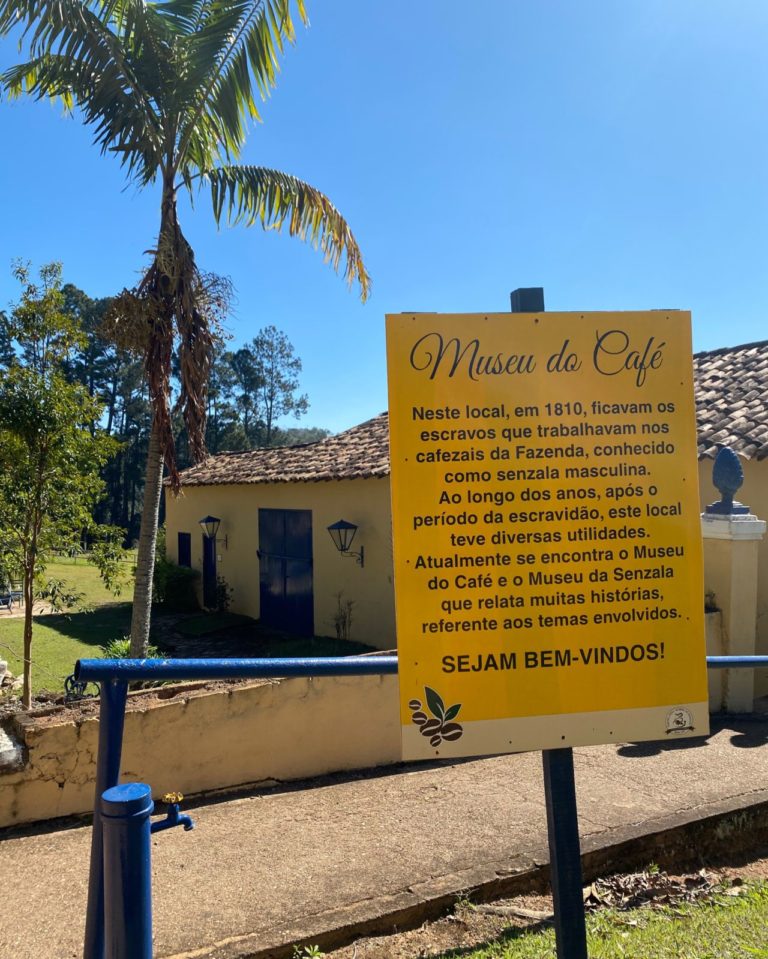 Museu do Café
Neste local, em 1810, ficavam os
escravos que trabalhavam nos
cafezais da Fazenda, conhecido
como senzala masculina.
Ao longo dos anos, após o
período da escravidão, este local
teve diversas utilidades.
Atualmente se encontra o Museu
do Café e o Museu da Senzala
que relata muitas histórias,
referente aos temas envolvidos.
SEJAM BEM-VINDOS!